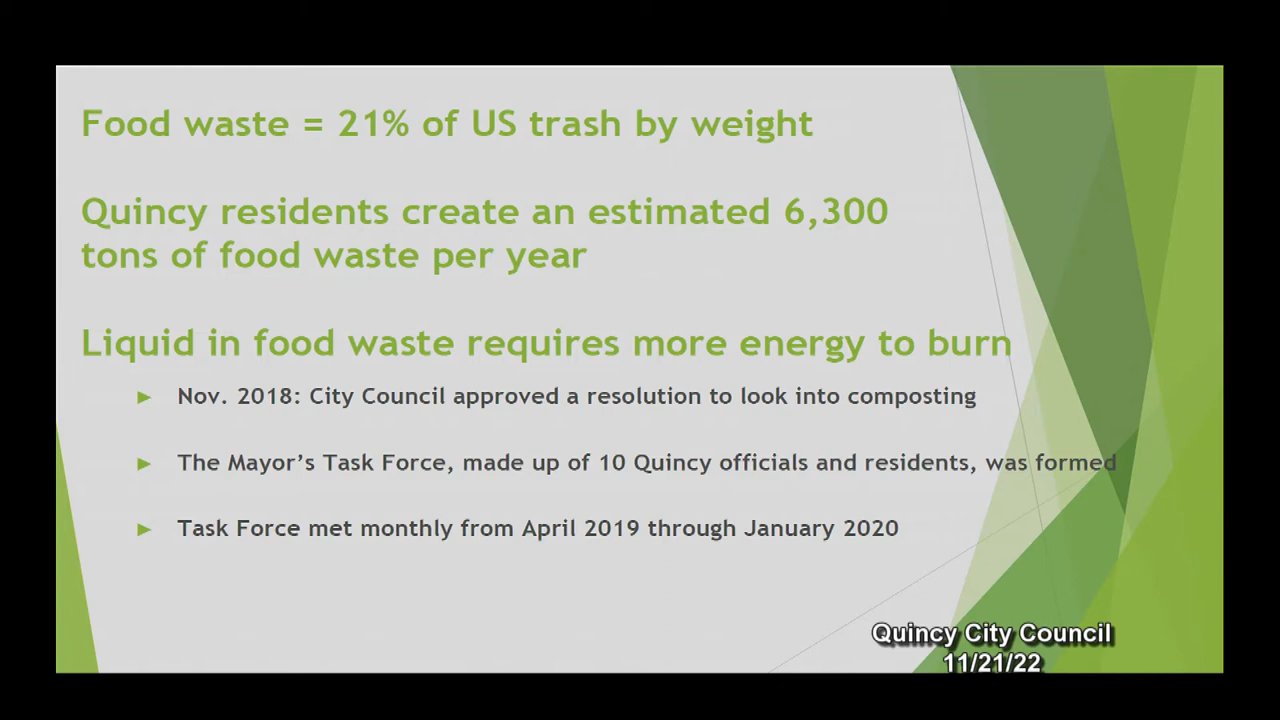 Food waste = 21% of US trash by weight
Quincy residents create an estimated 6,300
tons of food waste per year
Liquid in food waste requires more energy to burn
Nov. 2018: City Council approved a resolution to look into composting
The Mayor’s Task Force, made up of 10 Quincy officials and residents, was formed
Task Force met monthly from April 2019 through January 2020
Quincy City Council
11/21/22